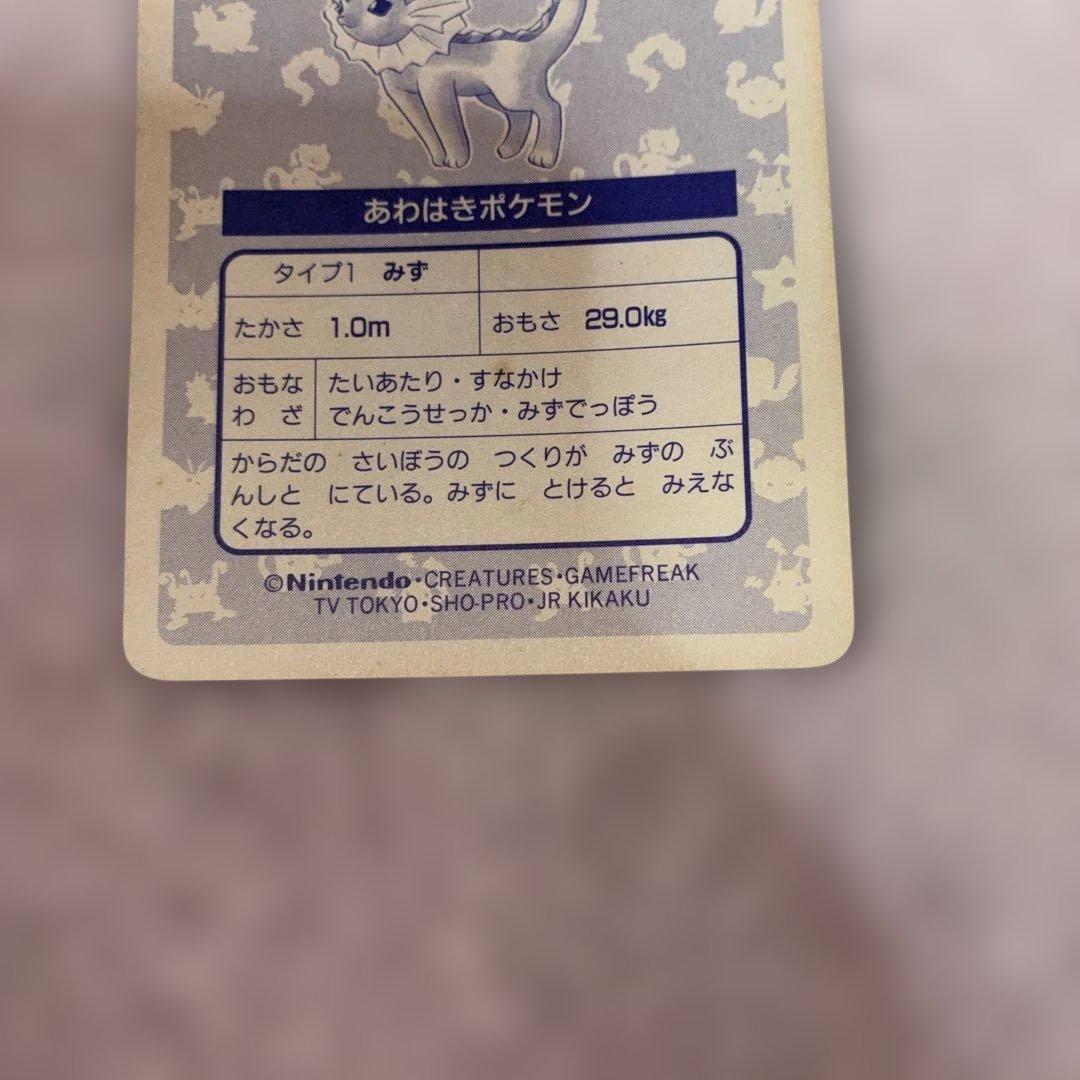 あわはきポケモン
タイプ1 みず
たかさ 1.0m おもさ 29.0kg
おもな たいあたり・すなかけ
わざ でんこうせっか・みずでっぽう
からだの さいぼうの つくりが みずの ぶ
んしと にている。みずに とけると みえな
くなる。
©Nintendo・CREATURES・GAMEFREAK
TV TOKYO・SHO-PRO・JR KIKAKU